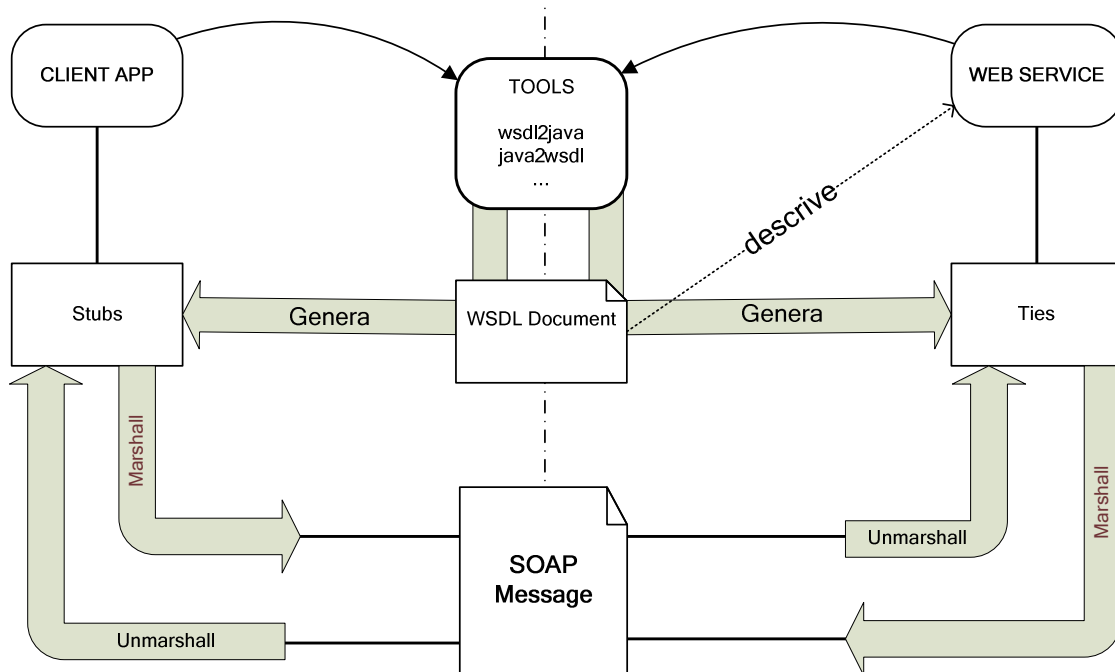 CLIENT APP
TOOLS
wsdl2java
java2wsdl
...
WEB SERVICE
descrive
Stubs
Genera
WSDL Document
Genera
Ties
Marshall
Marshall
Unmarshall
SOAP
Message
Unmarshall